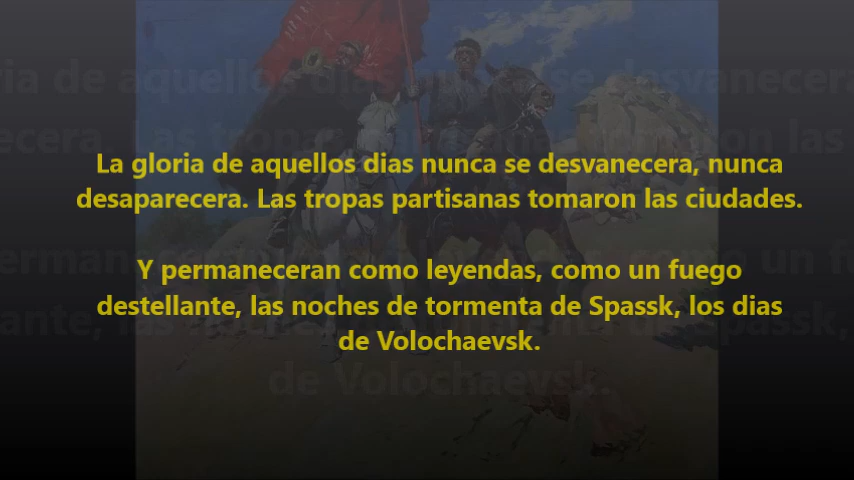 La gloria de aquellos dias nunca se desvanecera, nunca
desaparecera. Las tropas partisanas tomaron las ciudades.
Y permaneceran como leyendas, como un fuego
destellante, las noches de tormenta de Spassk, los dias
de Volochaevsk.